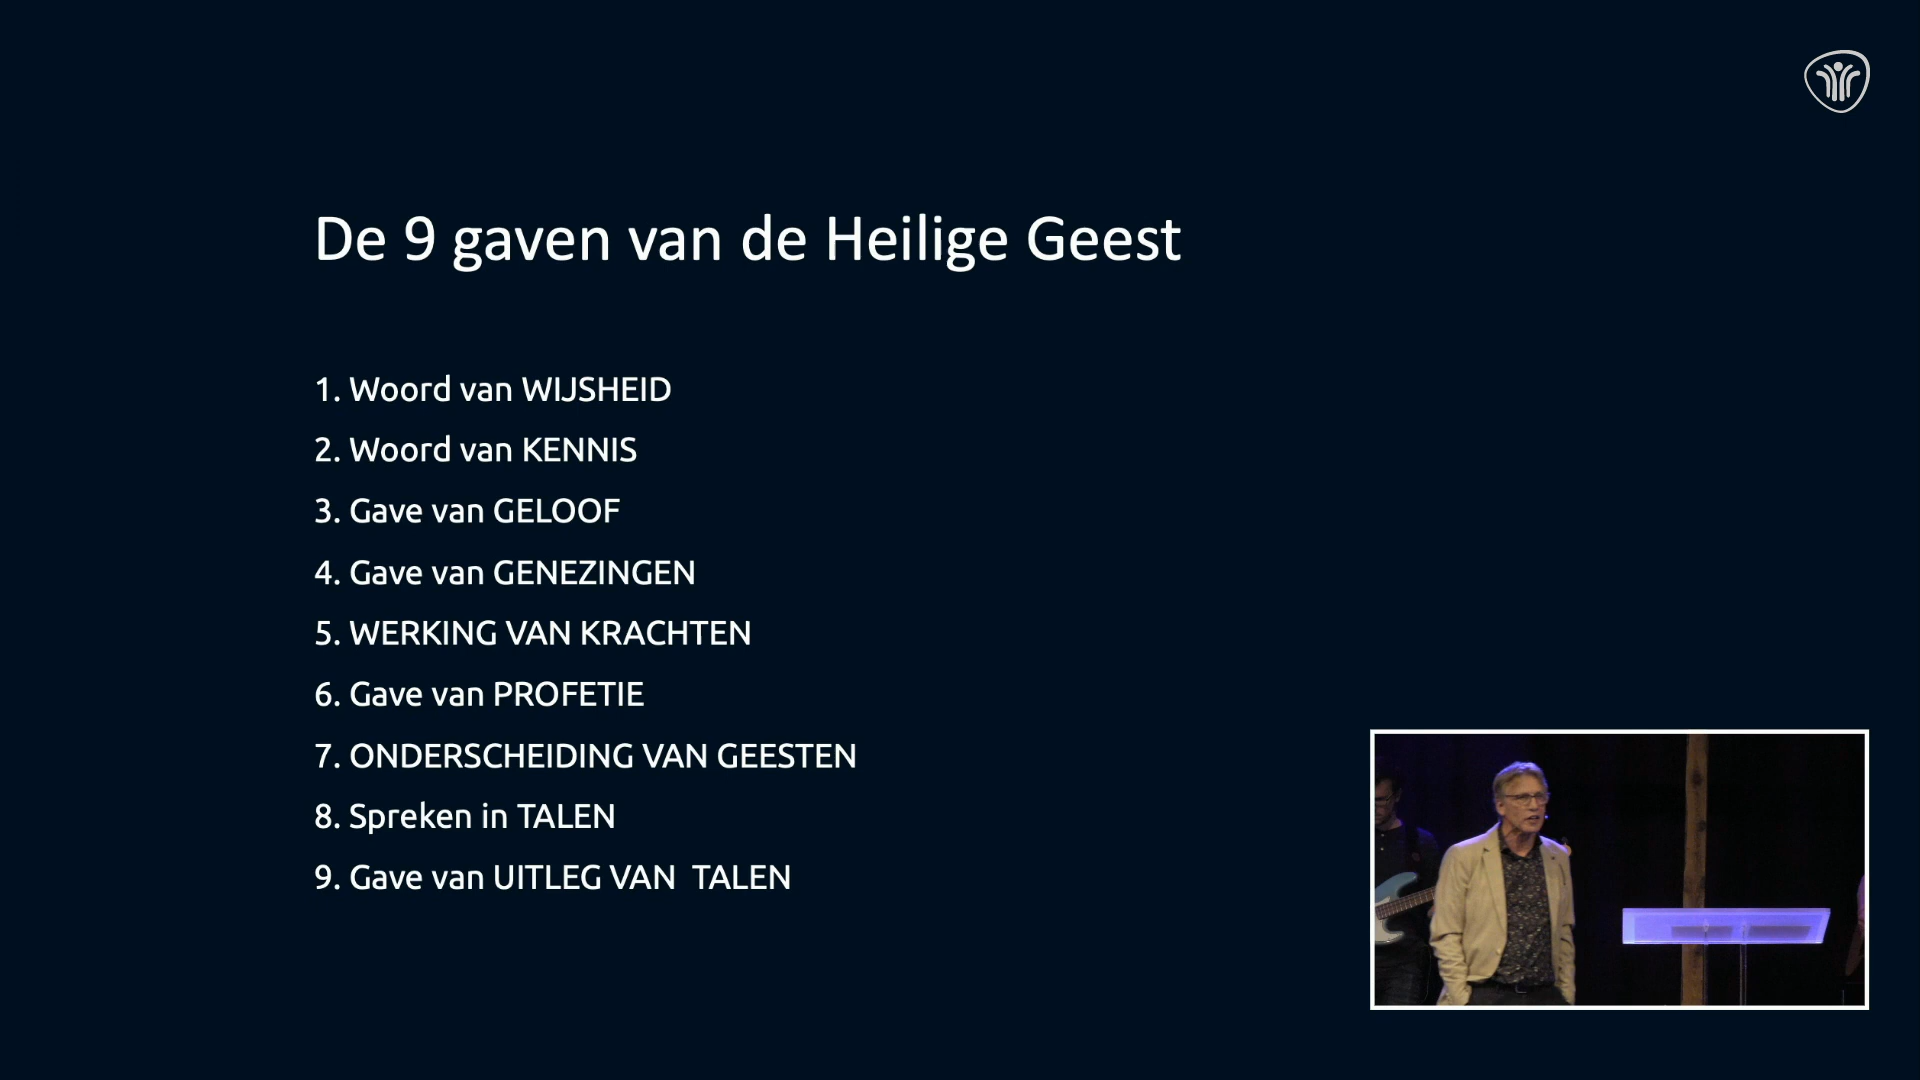 De 9 gaven van de Heilige Geest
1. Woord van WIJSHEID
2. Woord van KENNIS
3. Gave van GELOOF
4. Gave van GENEZINGEN
5. WERKING VAN KRACHTEN
6. Gave van PROFETIE
7. ONDERSCHEIDING VAN GEESTEN
8. Spreken in TALEN
9. Gave van UITLEG VAN  TALEN